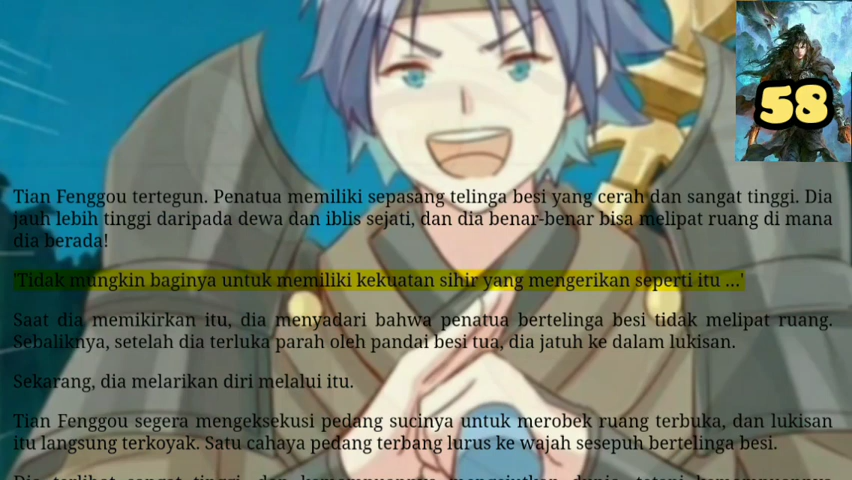 58
Tian Fenggou tertegun. Penatua memiliki sepasang telinga besi yang cerah dan sangat tinggi. Dia
jauh lebih tinggi daripada dewa dan iblis sejati, dan dia benar-benar bisa melipat ruang di mana
dia berada!
'Tidak mungkin baginya untuk memiliki kekuatan sihir yang mengerikan seperti itu ...'
Saat dia memikirkan itu, dia menyadari bahwa penatua bertelinga besi tidak melipat ruang.
Sebaliknya, setelah dia terluka parah oleh pandai besi tua, dia jatuh ke dalam lukisan.
Sekarang, dia melarikan diri melalui itu.
Tian Fenggou segera mengeksekusi pedang sucinya untuk merobek ruang terbuka, dan lukisan
itu langsung terkoyak. Satu cahaya pedang terbang lurus ke wajah sesepuh bertelinga besi.